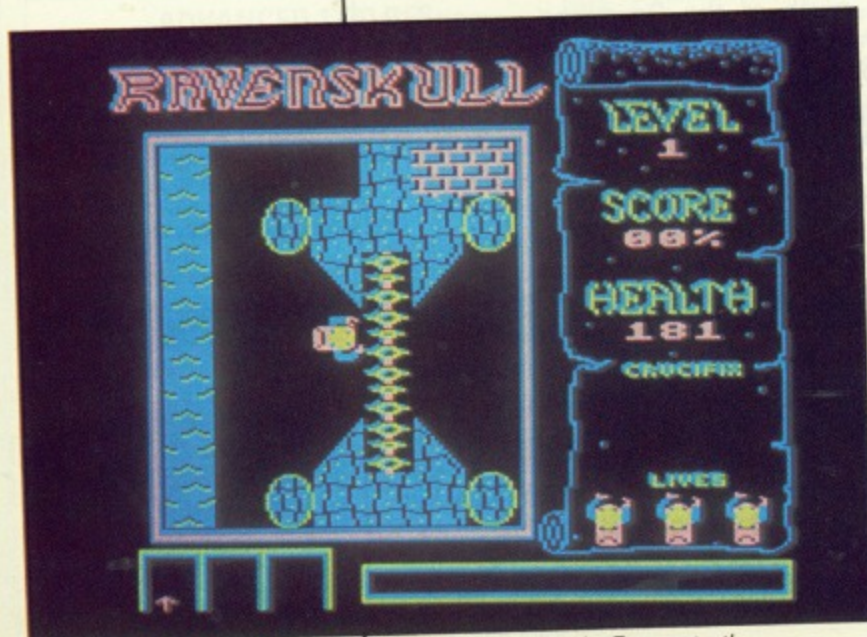 RAVENSKULL
LEVEL
1
SCORE
00%
HEALTH
181
CRUCIFIX
LIVES